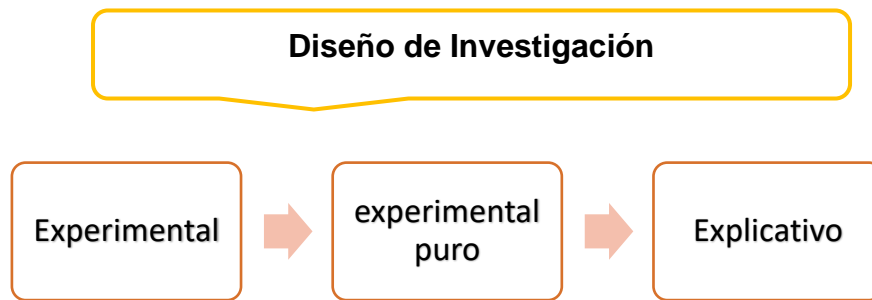 Diseño de Investigación
Experimental
experimental
puro
Explicativo